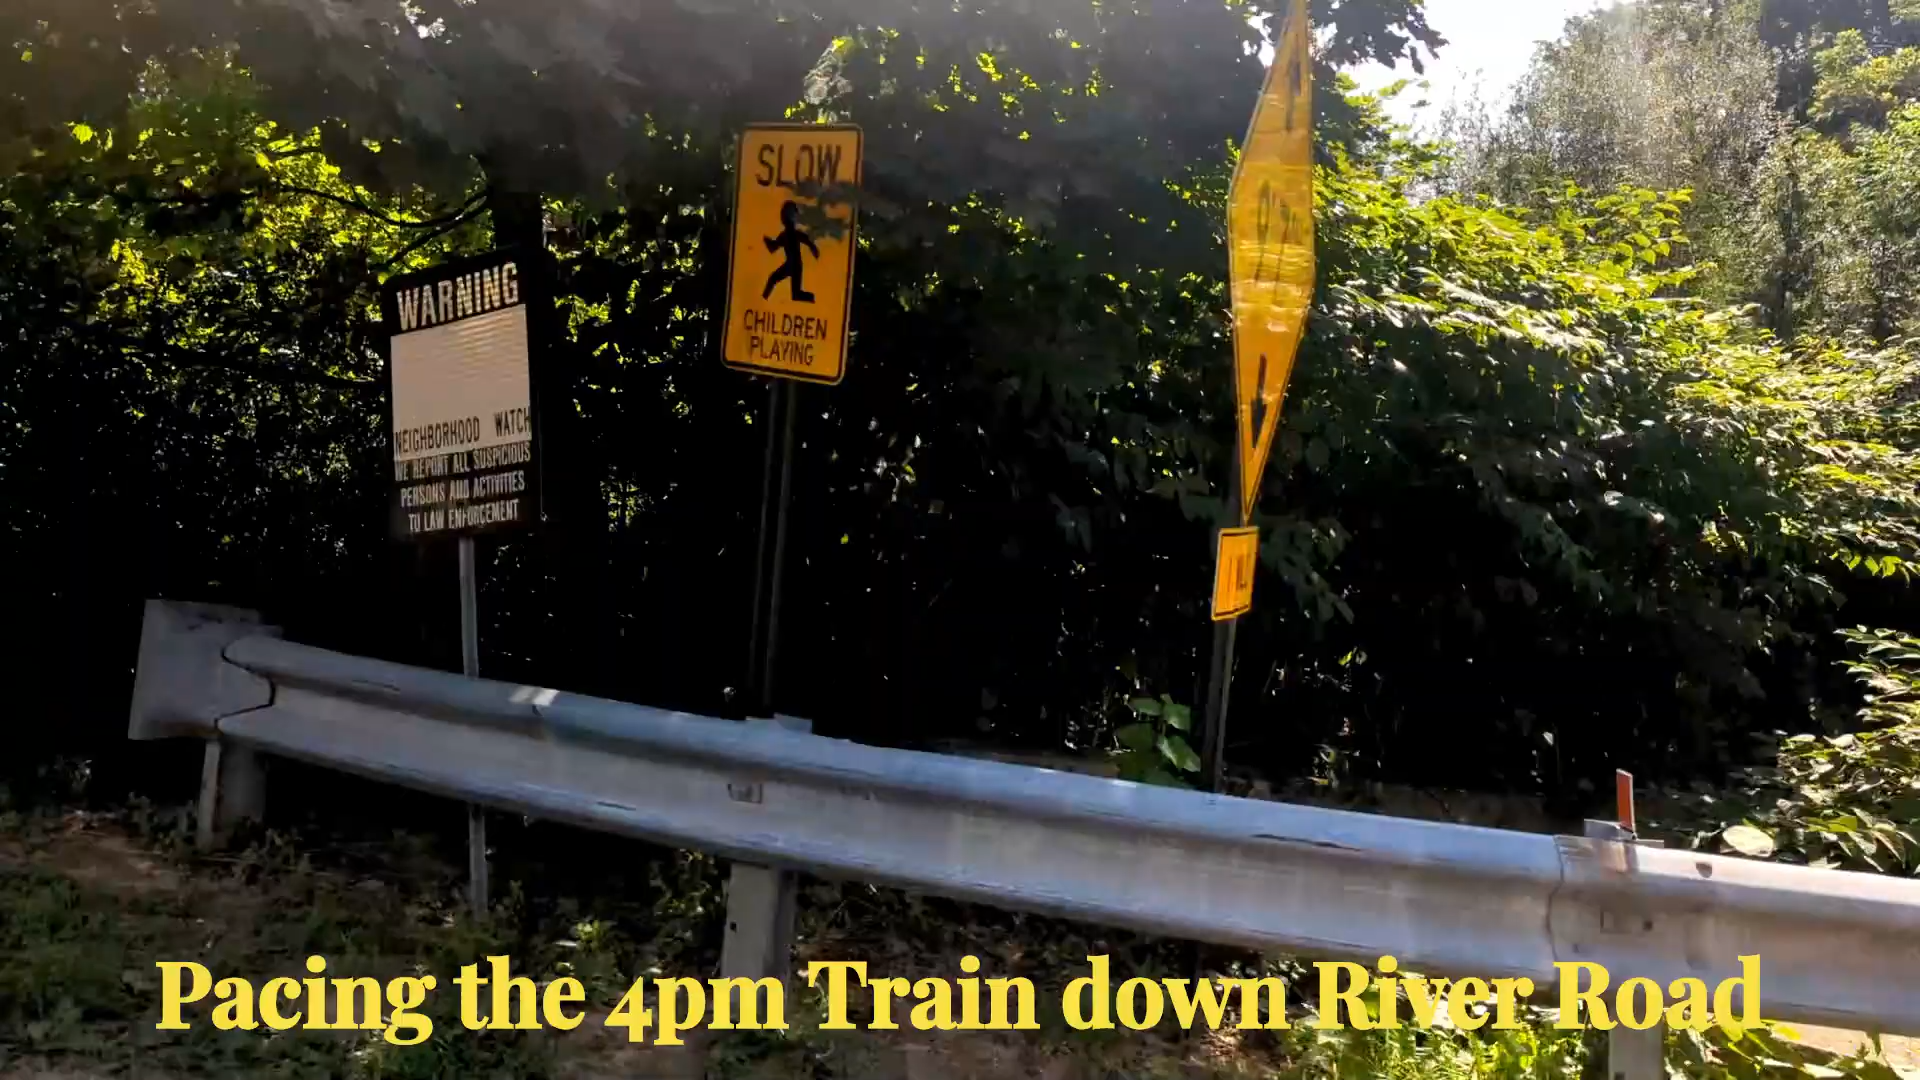 WARNING
NEIGHBORHOOD WATCH
WE REPORT ALL SUSPICIOUS
PERSONS AND ACTIVITIES
TO LAW ENFORCEMENT
SLOW
CHILDREN
PLAYING
Pacing the 4pm Train down River Road